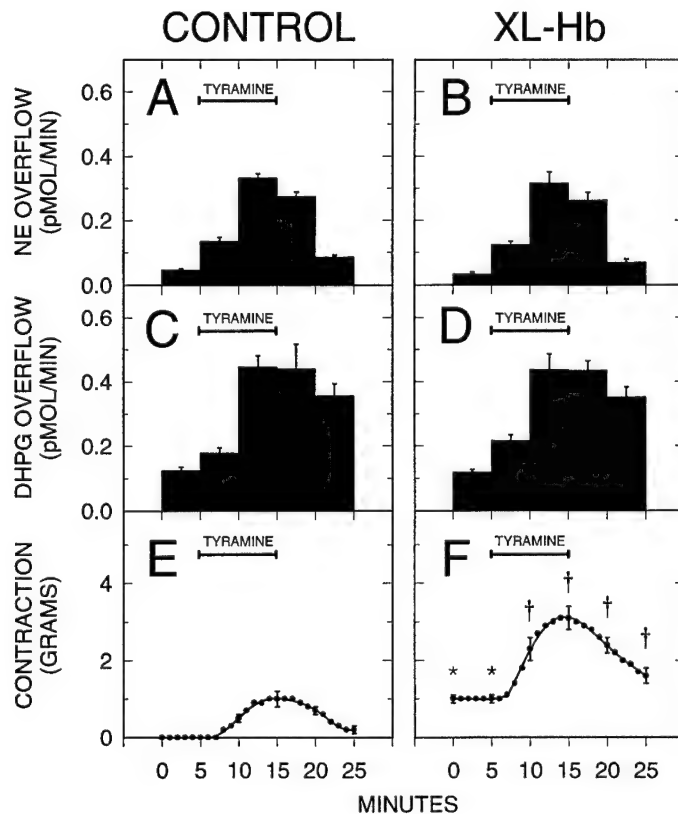 CONTROL
XL-Hb
NE OVERFLOW
(pMOL/MIN)
0.6
0.4
0.2
0.0
A
TYRAMINE
B
TYRAMINE
DHPG OVERFLOW
(pMOL/MIN)
0.6
0.4
0.2
0.0
C
TYRAMINE
D
TYRAMINE
CONTRACTION
(GRAMS)
4
2
0
E
TYRAMINE
F
TYRAMINE
* * † † † †
0 5 10 15 20 25
0 5 10 15 20 25
MINUTES